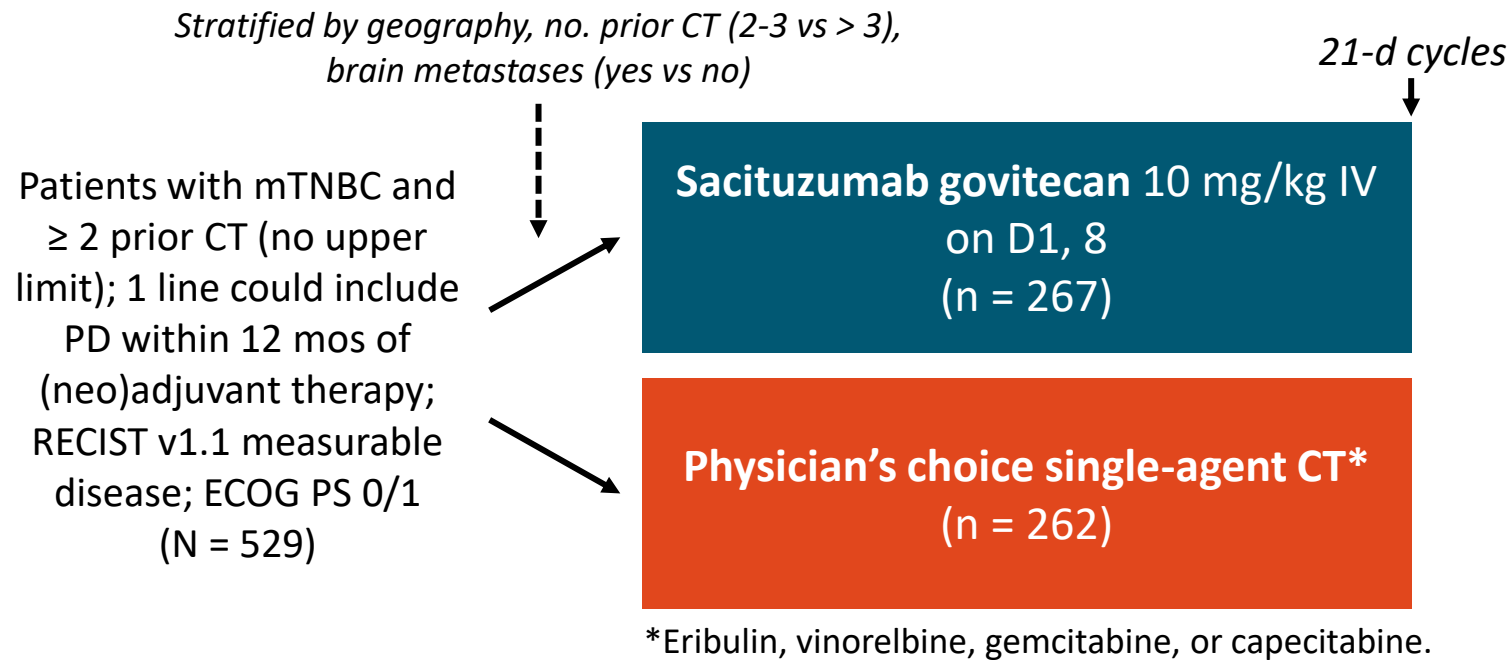 Stratified by geography, no. prior CT (2-3 vs > 3),
brain metastases (yes vs no)
21-d cycles
Patients with mTNBC and
≥ 2 prior CT (no upper
limit); 1 line could include
PD within 12 mos of
(neo)adjuvant therapy;
RECIST v1.1 measurable
disease; ECOG PS 0/1
(N = 529)
Sacituzumab govitecan 10 mg/kg IV
on D1, 8
(n = 267)
Physician’s choice single-agent CT*
(n = 262)
*Eribulin, vinorelbine, gemcitabine, or capecitabine.